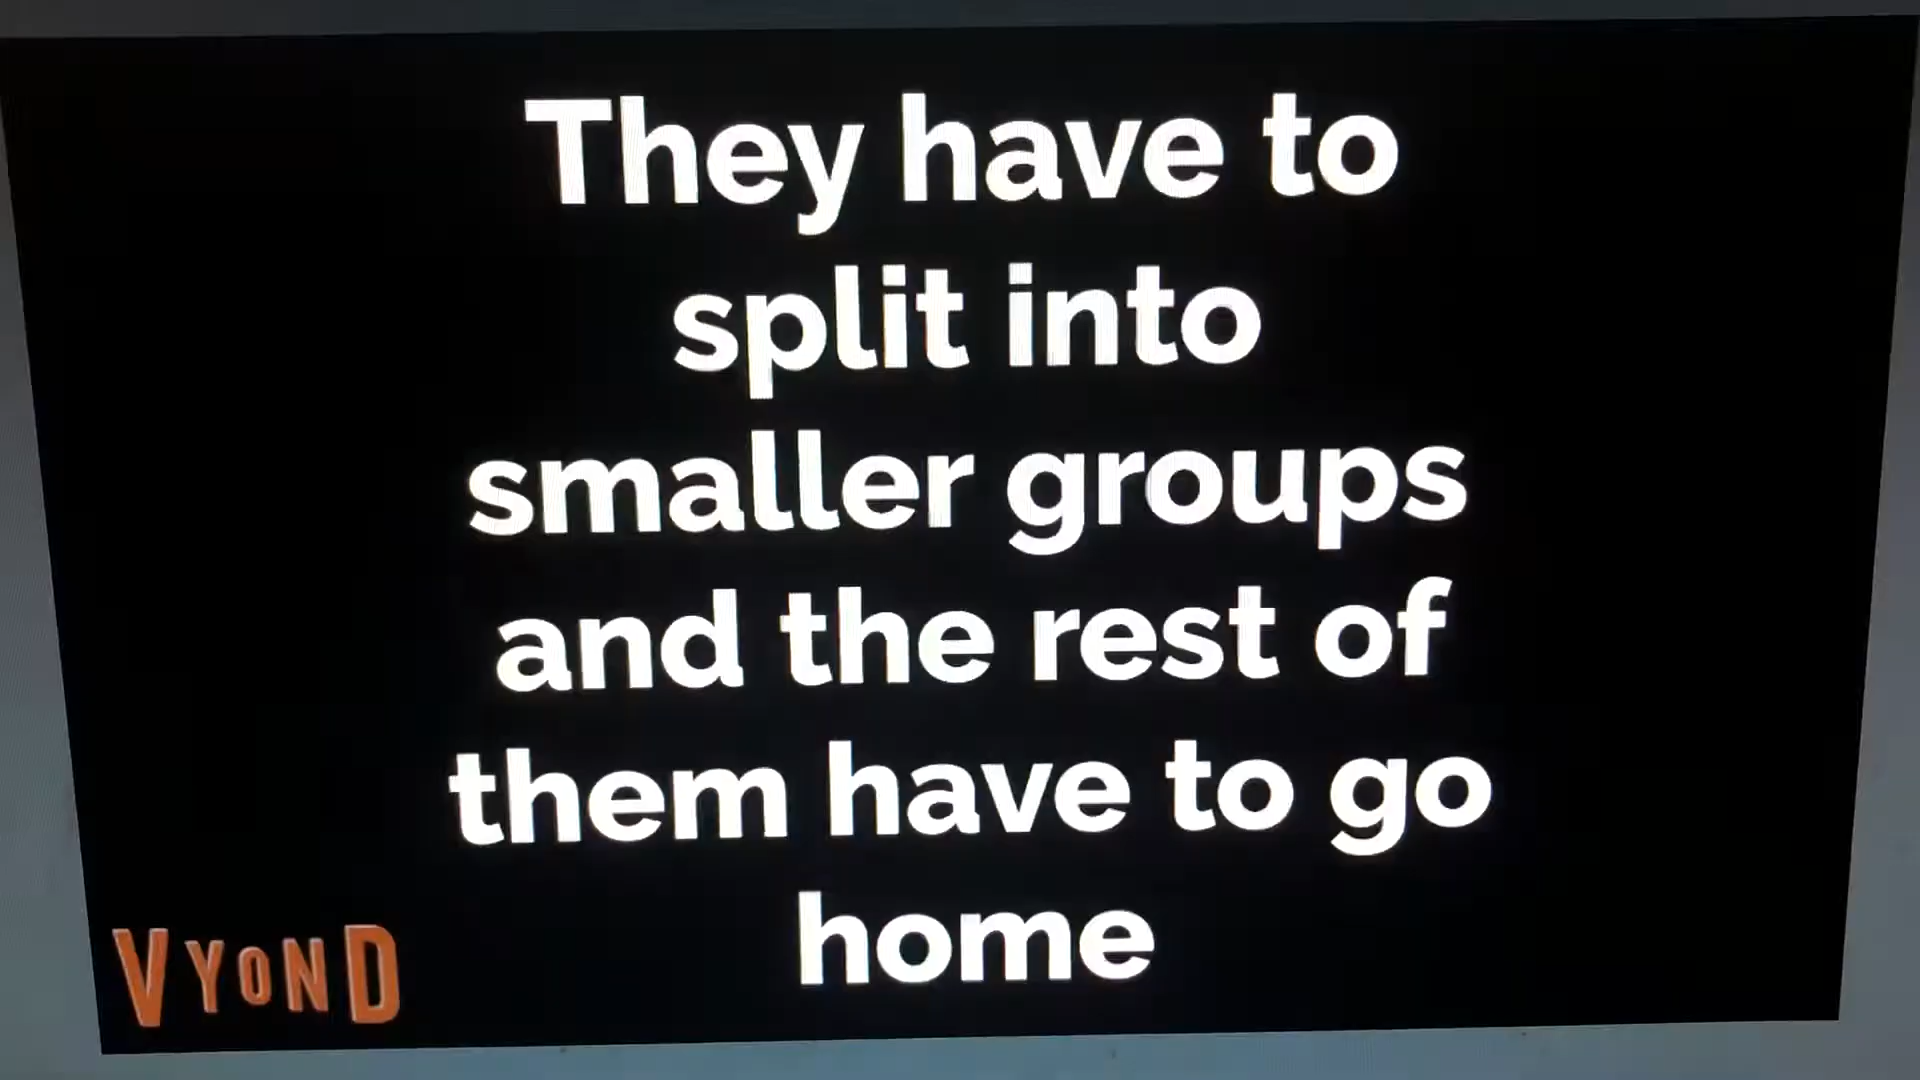 They have to
split into
smaller groups
and the rest of
them have to go
home
VYOND